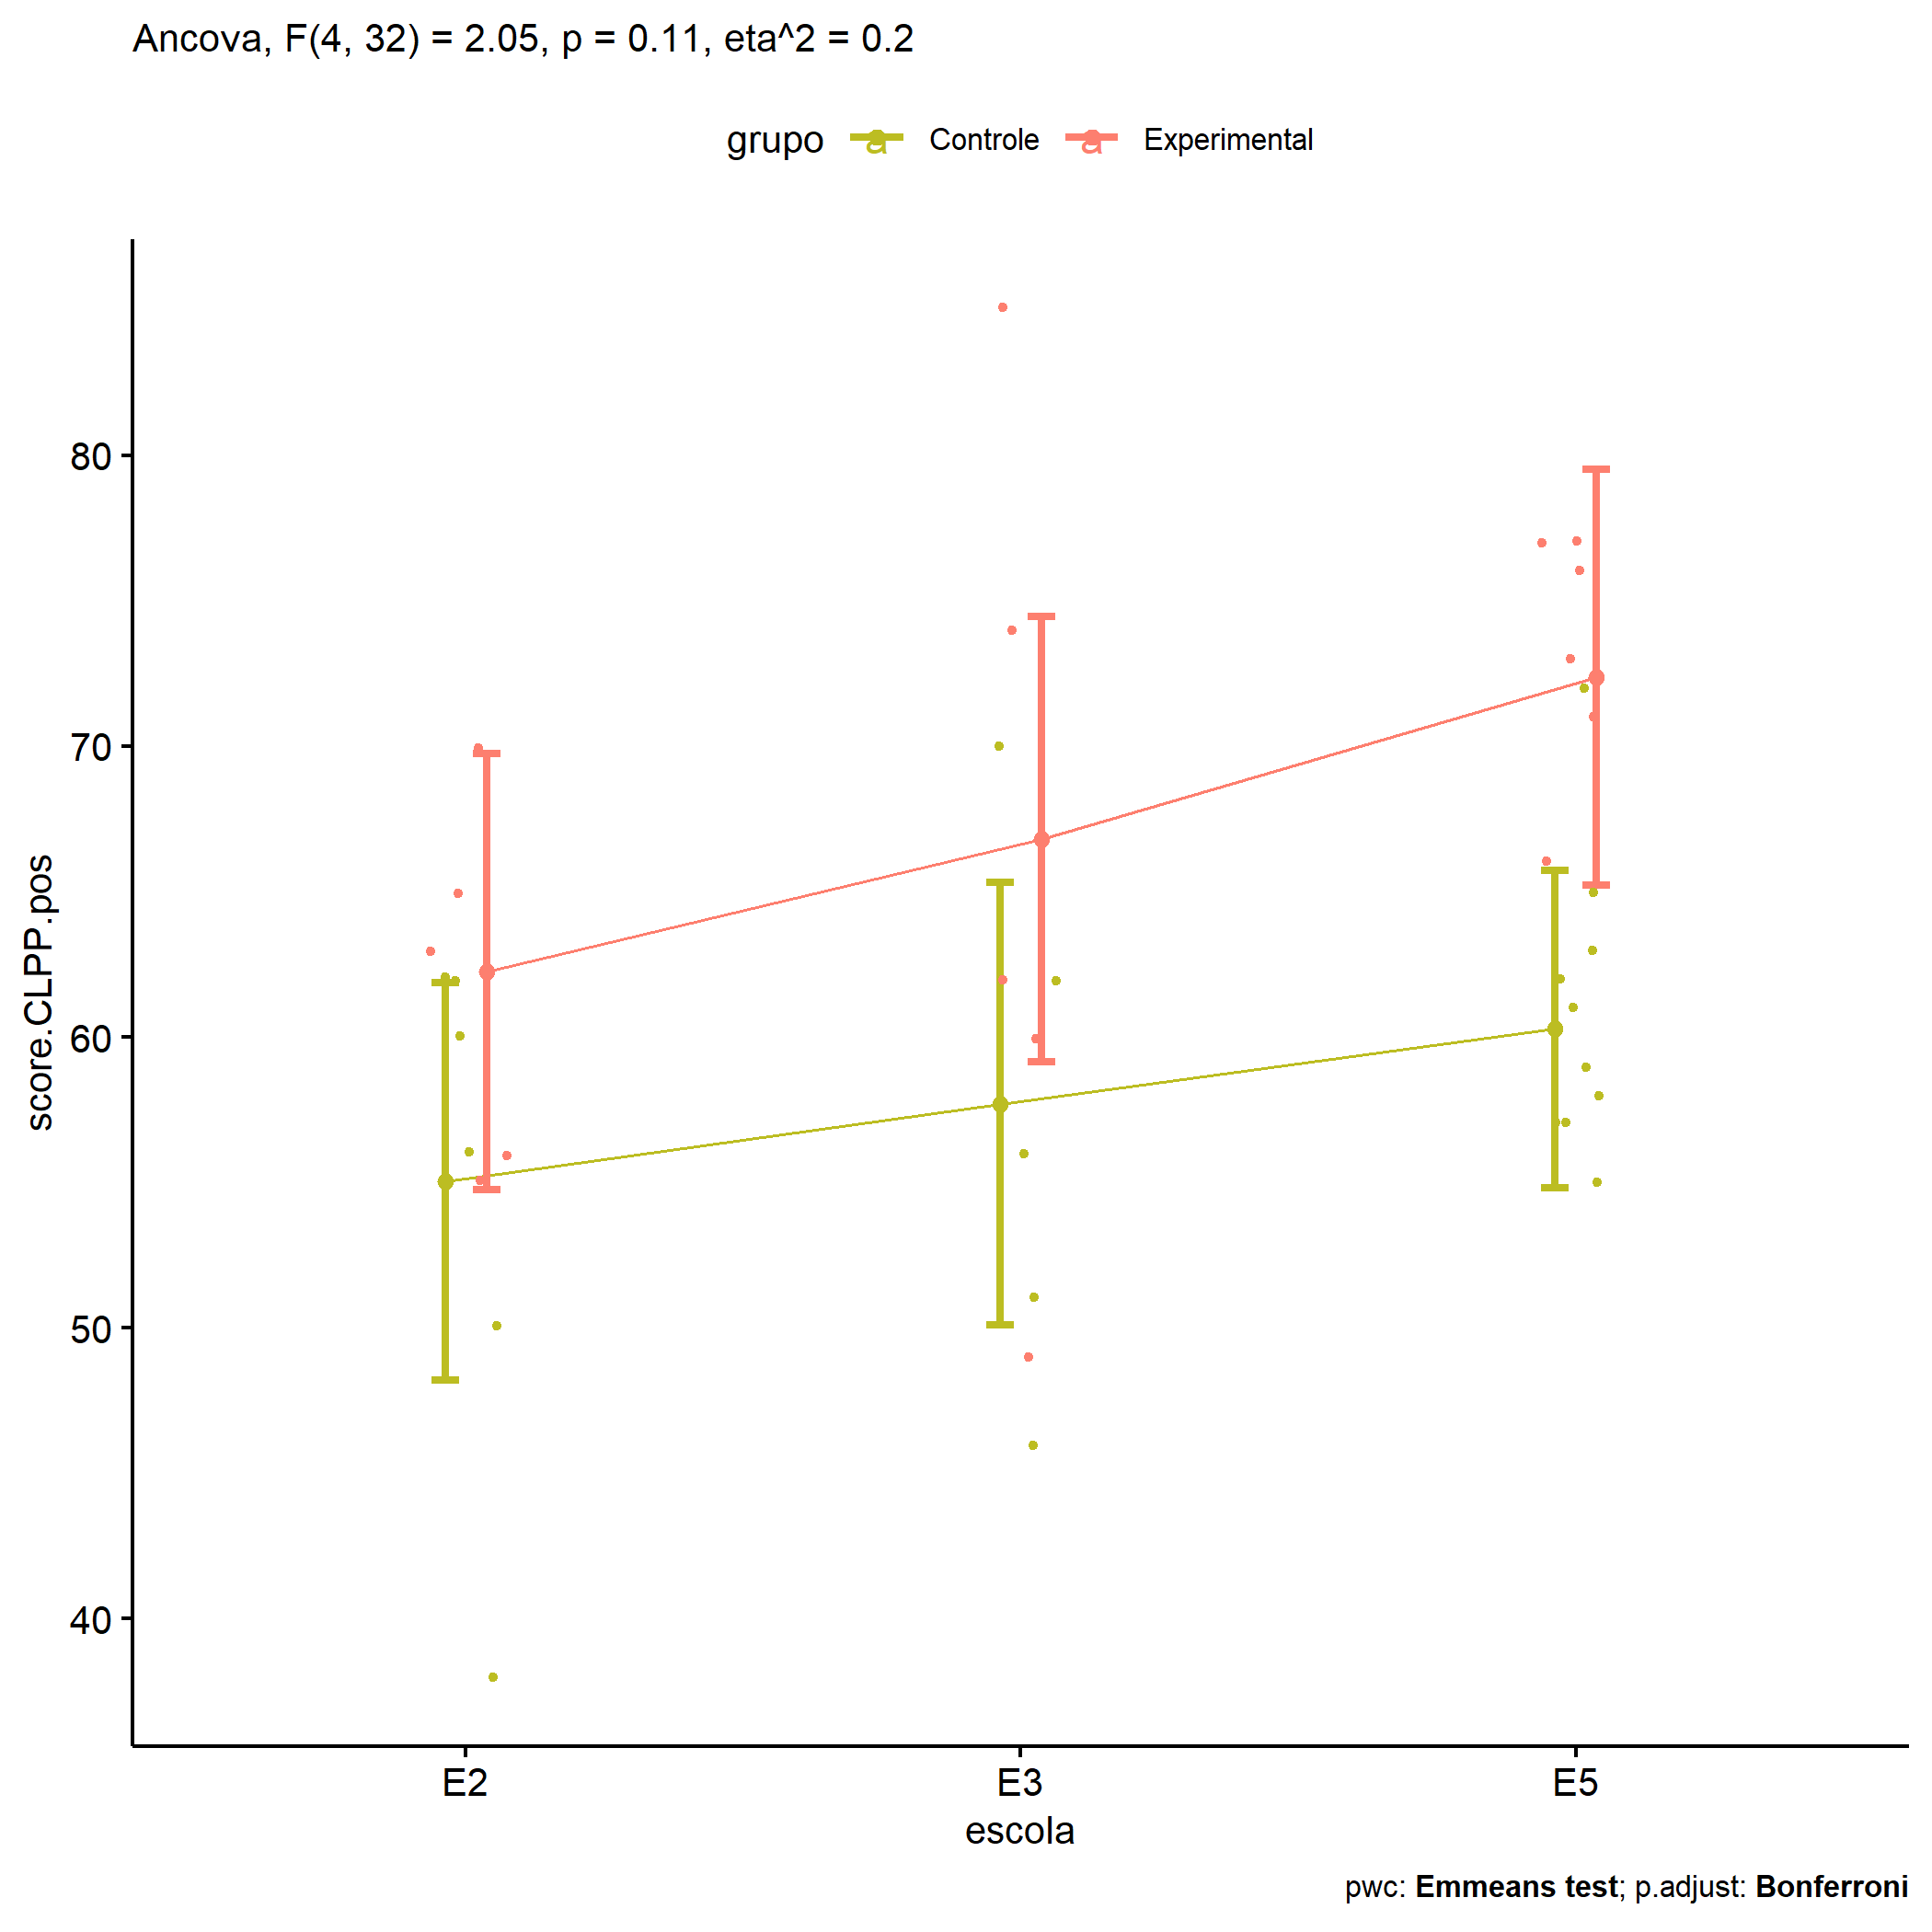 Ancova, F(4, 32) = 2.05, p = 0.11, eta^2 = 0.2
grupo a Controle a Experimental
score.CLPP.pos
80
70
60
50
40
E2 E3 E5
escola
pwc: Emmeans test; p.adjust: Bonferroni